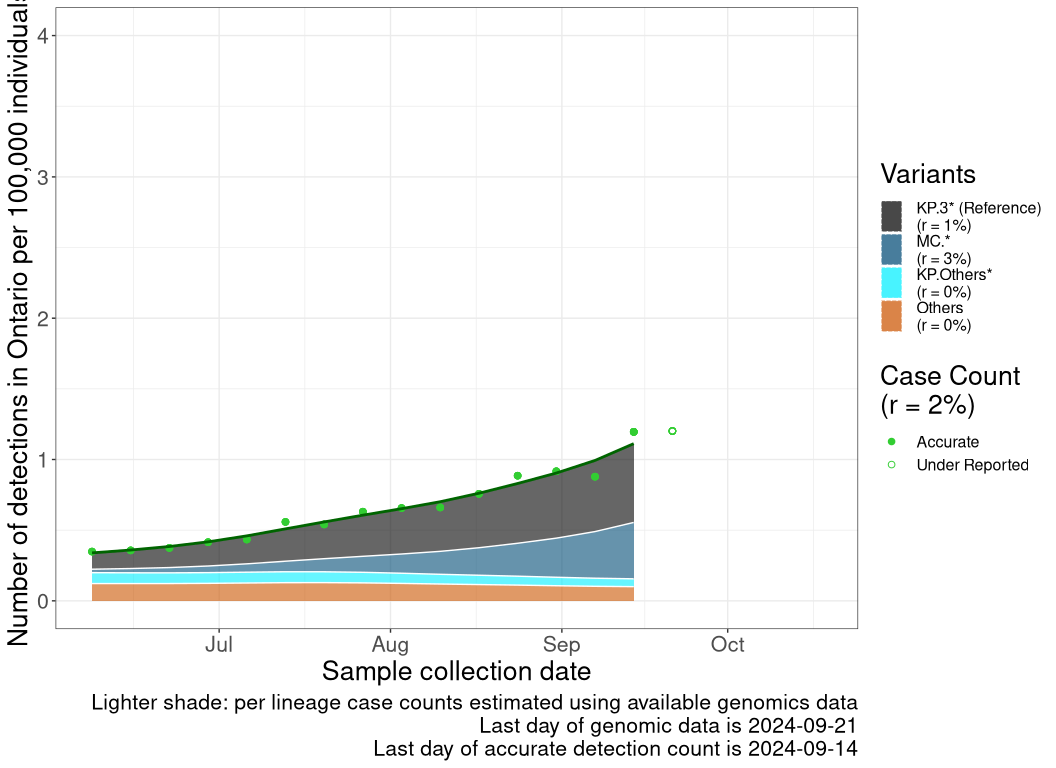 Number of detections in Ontario per 100,000 individuals
4
3
2
1
0
Jul
Aug
Sep
Oct
Sample collection date
Lighter shade: per lineage case counts estimated using available genomics data
Last day of genomic data is 2024-09-21
Last day of accurate detection count is 2024-09-14
Variants
KP.3* (Reference)
(r = 1%)
MC.*
(r = 3%)
KP.Others*
(r = 0%)
Others
(r = 0%)
Case Count
(r = 2%)
Accurate
Under Reported